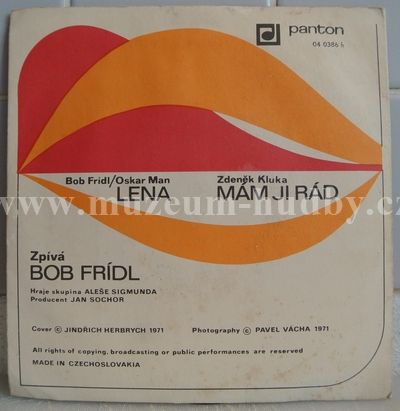 panton
04 0386 h
Bob Frídl/Oskar Man
LENA
Zdeněk Kluka
MÁM JI RÁD
www.muzeum-hudby.cz
Zpívá
BOB FRÍDL
Hraje skupina ALEŠE SIGMUNDA
Producent JAN SOCHOR
Cover © JINDŘICH HERBRYCH 1971 Photography © PAVEL VÁCHA 1971
All rights of copying, broadcasting or public performances are reserved
MADE IN CZECHOSLOVAKIA